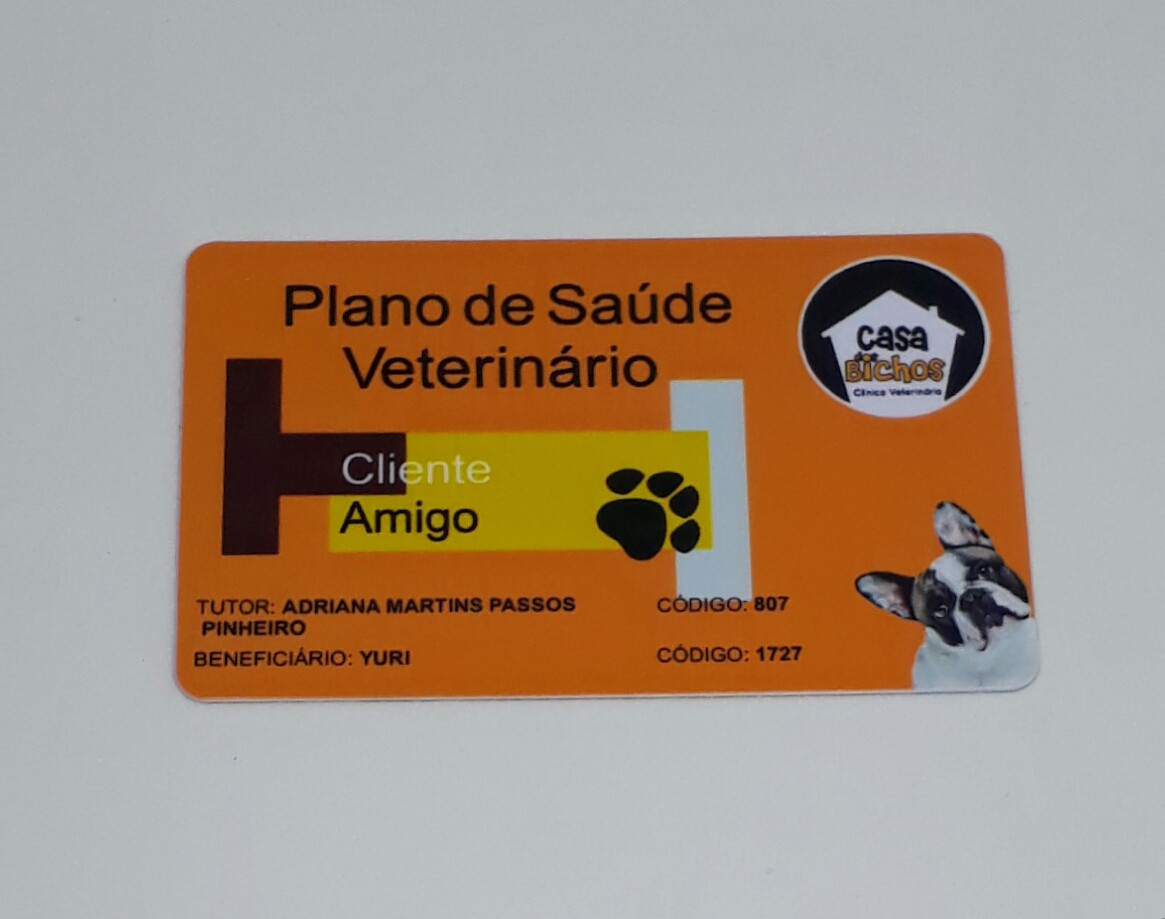 Plano de Saúde
Veterinário
Casa
dos
Bichos
Clínica Veterinária
Cliente
Amigo
TUTOR: ADRIANA MARTINS PASSOS
PINHEIRO
CÓDIGO: 807
BENEFICIÁRIO: YURI
CÓDIGO: 1727